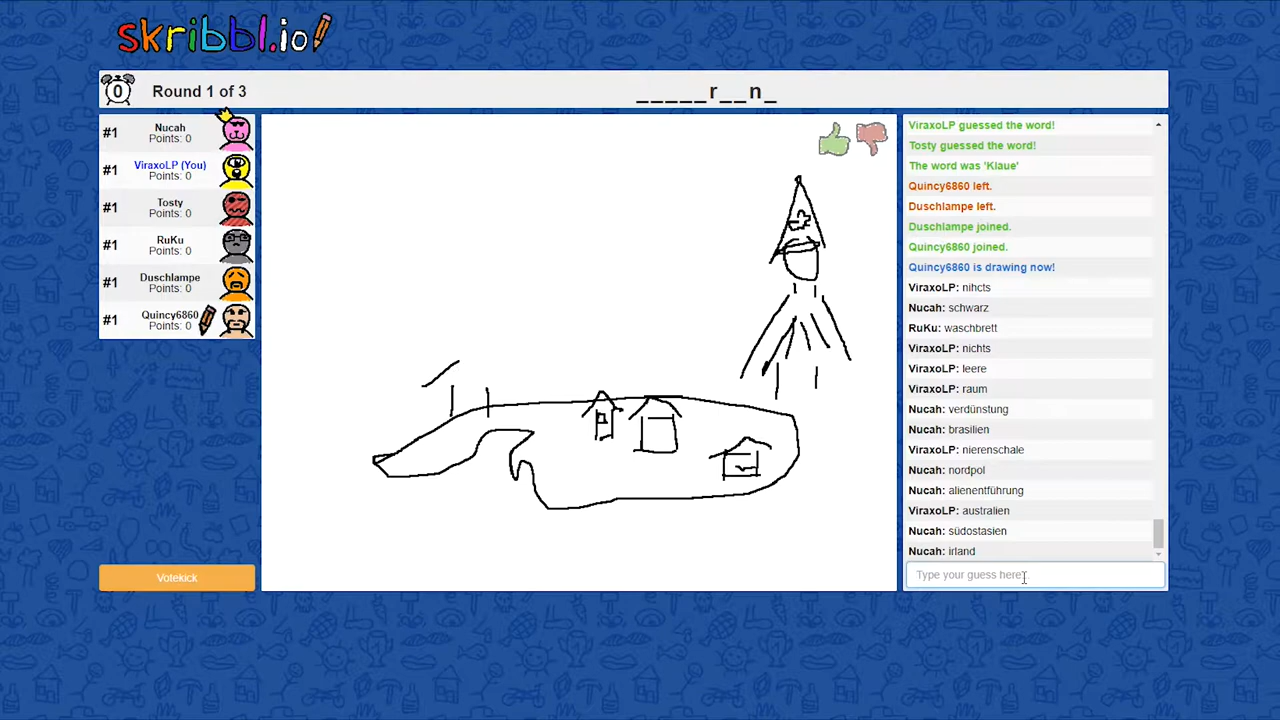 skribbl.io!
0
Round 1 of 3
_____r__n_
#1 Nucah
Points: 0
#1 ViraxoLP (You)
Points: 0
#1 Tosty
Points: 0
#1 RuKu
Points: 0
#1 Duschlampe
Points: 0
#1 Quincy6860
Points: 0
Votekick
ViraxoLP guessed the word!
Tosty guessed the word!
The word was 'Klaue'
Quincy6860 left.
Duschlampe left.
Duschlampe joined.
Quincy6860 joined.
Quincy6860 is drawing now!
ViraxoLP: nihcts
Nucah: schwarz
RuKu: waschbrett
ViraxoLP: nichts
ViraxoLP: leere
ViraxoLP: raum
Nucah: verdünstung
Nucah: brasilien
ViraxoLP: nierenschale
Nucah: nordpol
Nucah: alienentführung
ViraxoLP: australien
Nucah: südostasien
Nucah: irland
Type your guess here...